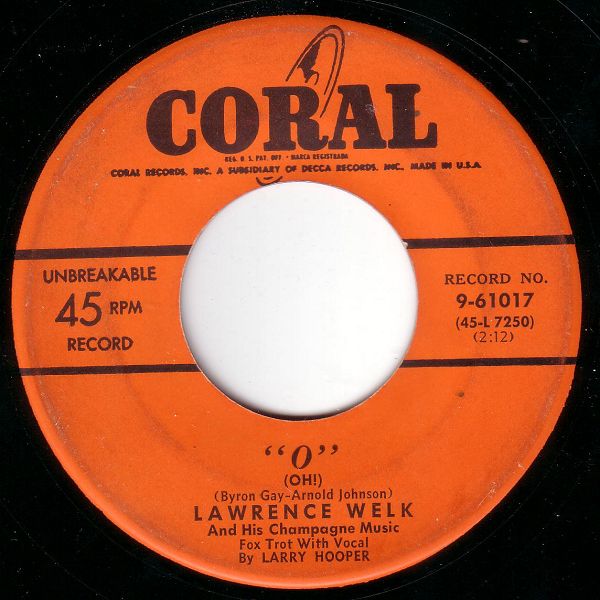 CORAL
REG. U.S. PAT. OFF. - MARCA REGISTRADA
CORAL RECORDS, INC. A SUBSIDIARY OF DECCA RECORDS, INC., MADE IN U.S.A.
UNBREAKABLE
45 RPM
RECORD
RECORD NO.
9-61017
(45-L 7250)
(2:12)
"O"
(OH!)
(Byron Gay-Arnold Johnson)
LAWRENCE WELK
And His Champagne Music
Fox Trot With Vocal
By LARRY HOOPER